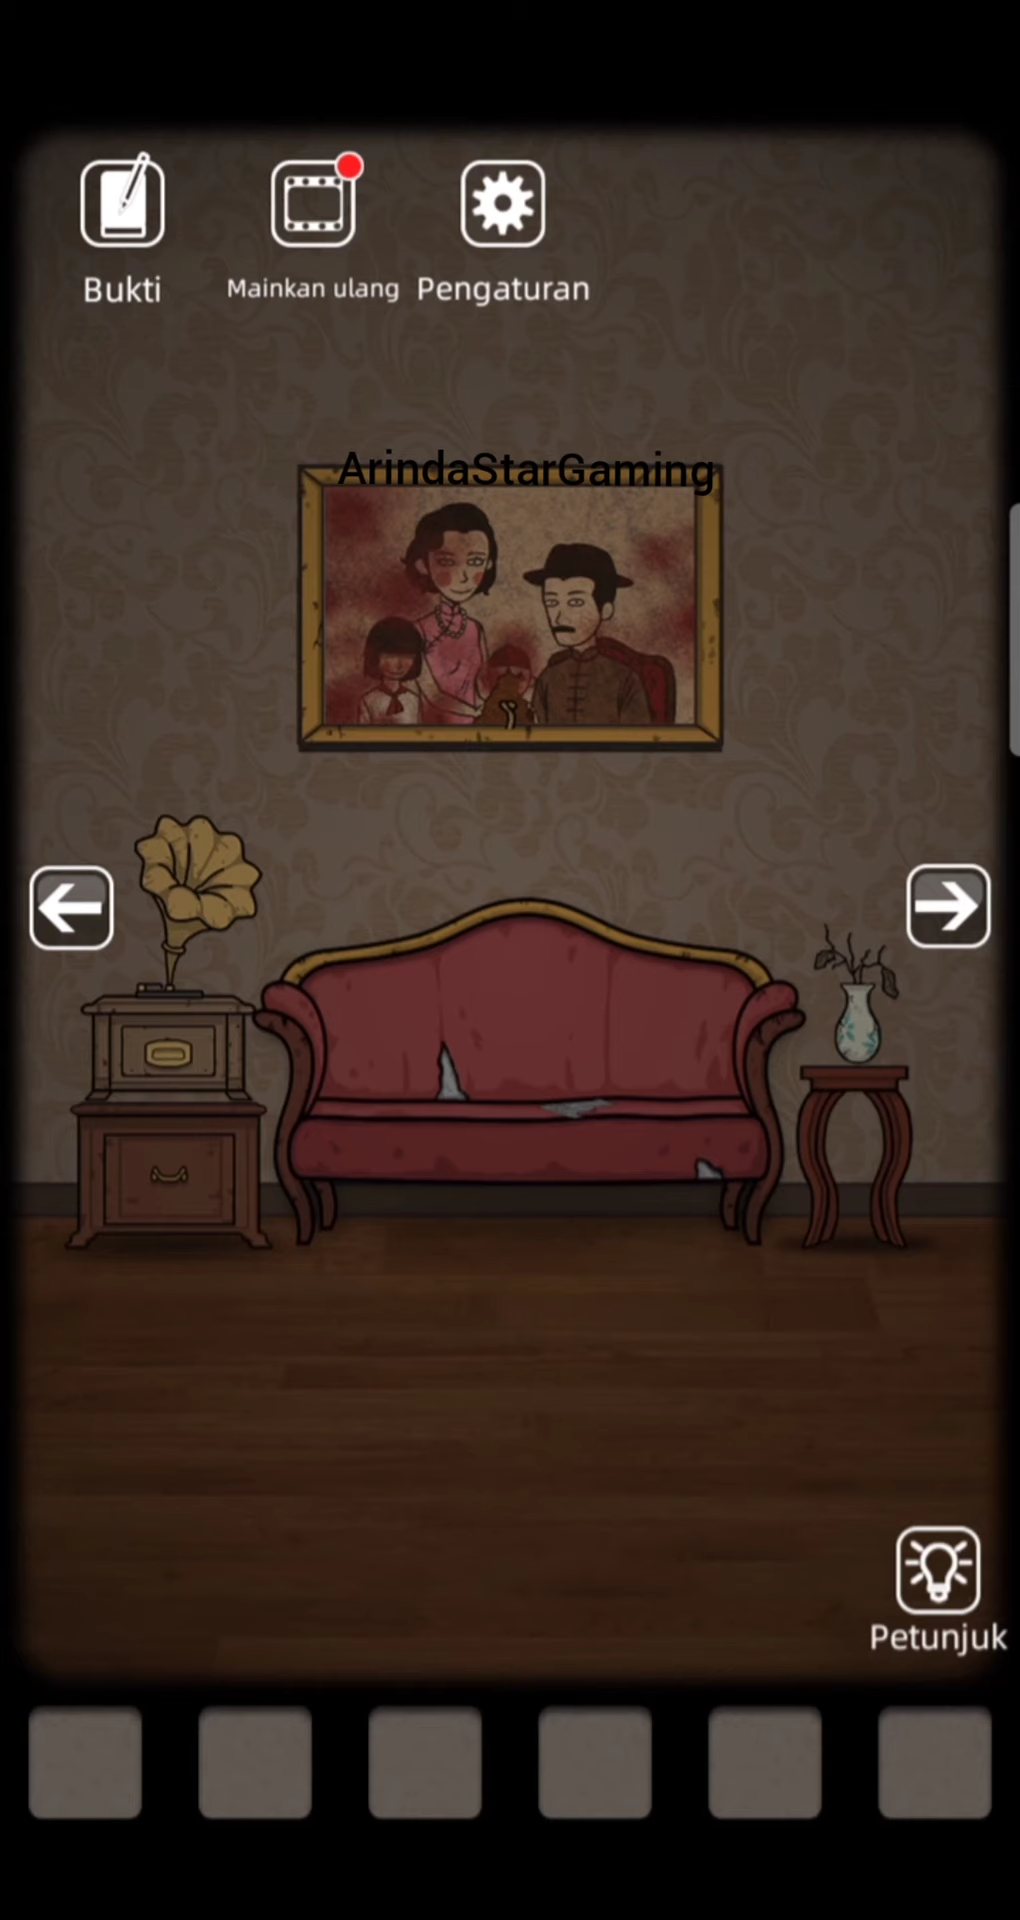 Bukti
Mainkan ulang
Pengaturan
ArindaStarGaming
Petunjuk